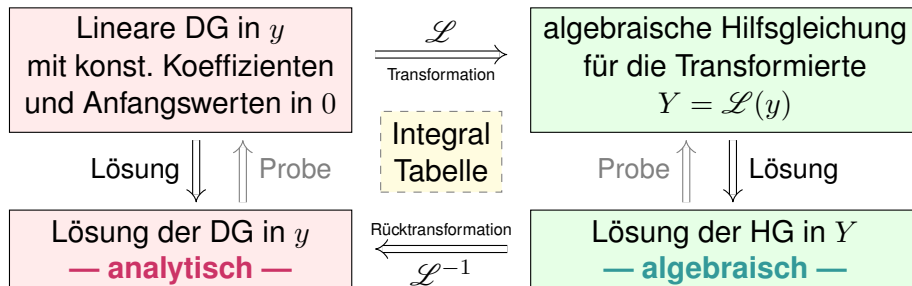 Lineare DG in y
mit konst. Koeffizienten
und Anfangswerten in 0
ℒ
Transformation
algebraische Hilfsgleichung
für die Transformierte
Y = ℒ(y)
Integral
Tabelle
Lösung
Probe
Probe
Lösung
Lösung der DG in y
— analytisch —
Rücktransformation
ℒ⁻¹
Lösung der HG in Y
— algebraisch —